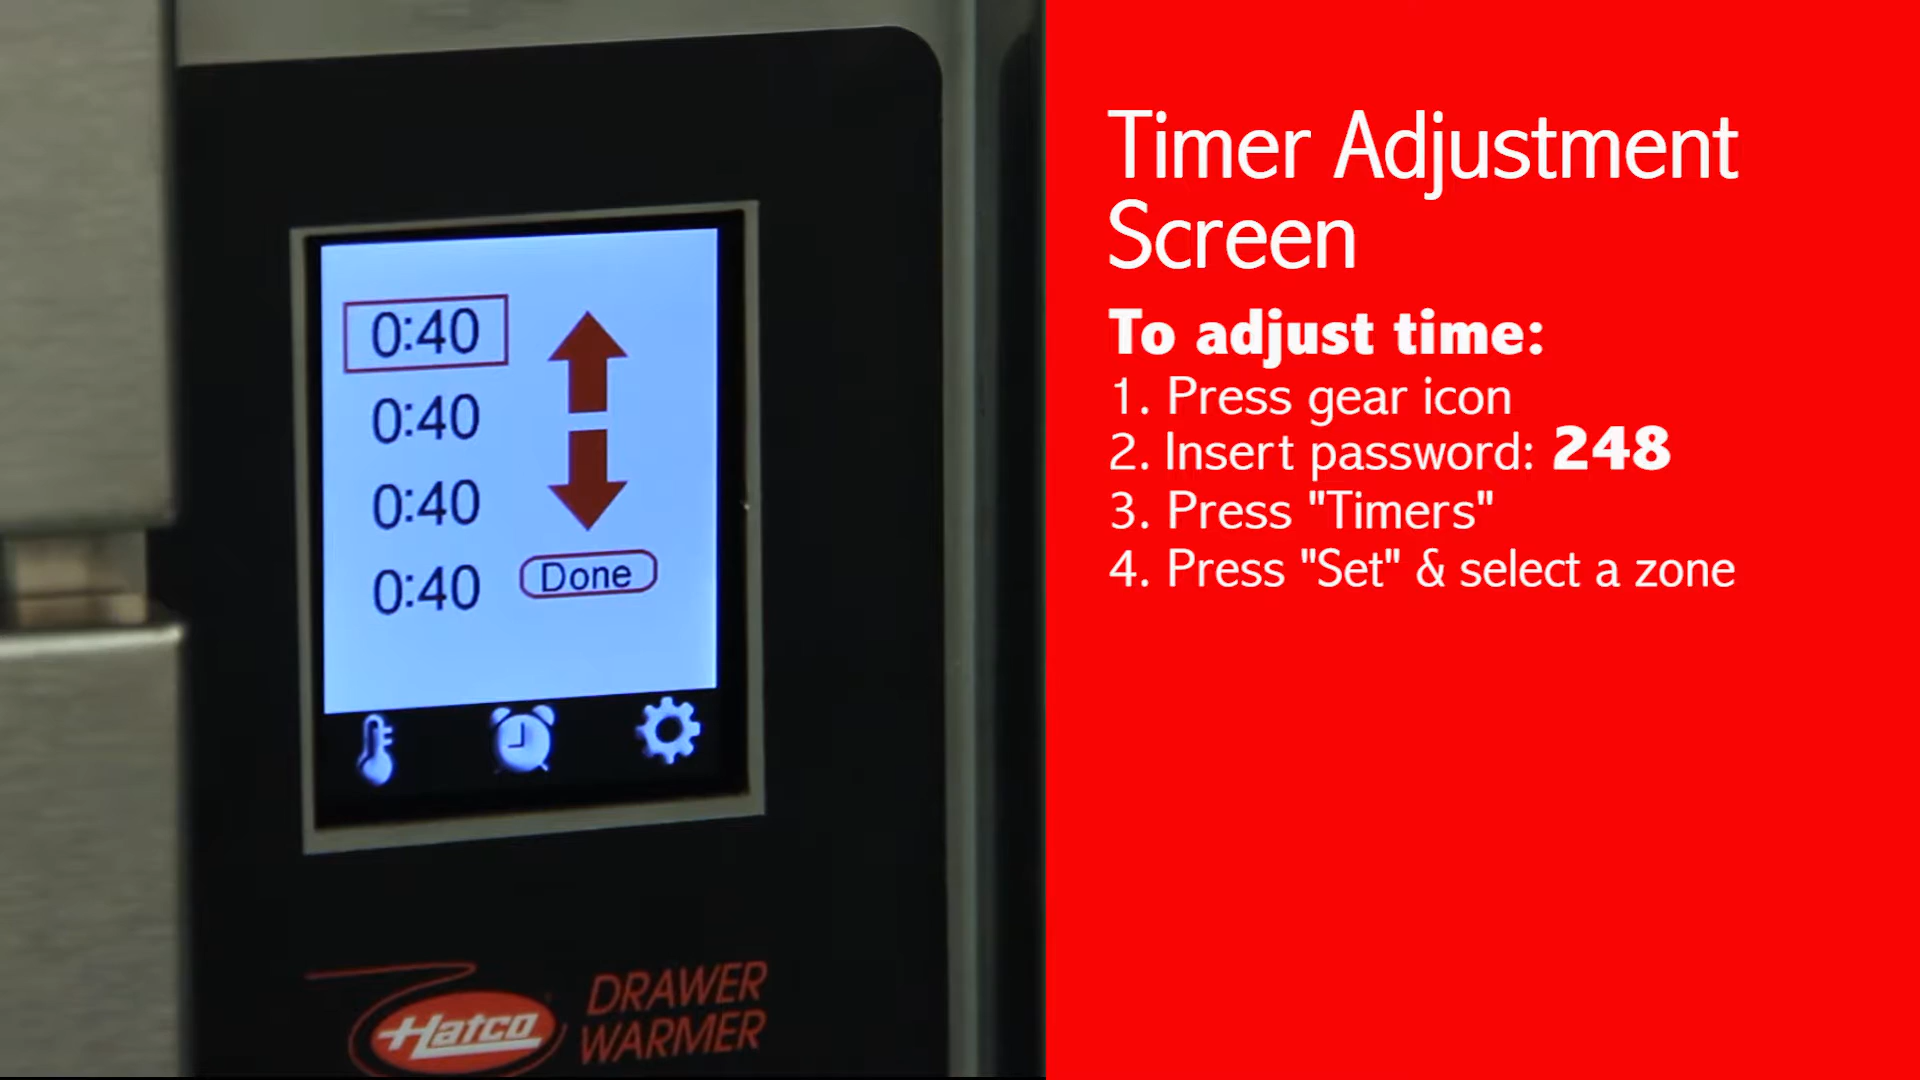 0:40
0:40
0:40
0:40
Done
Hatco
DRAWER
WARMER
Timer Adjustment
Screen
To adjust time:
1. Press gear icon
2. Insert password: 248
3. Press "Timers"
4. Press "Set" & select a zone